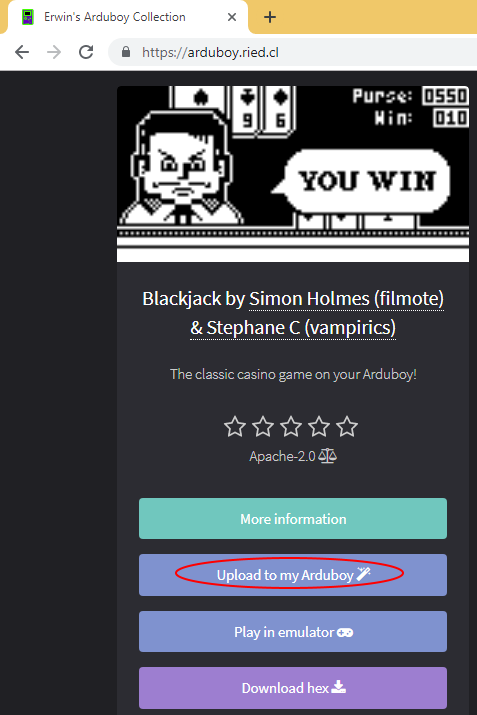 Erwin's Arduboy Collection
https://arduboy.ried.cl
Purse: 0550
Win: 010
9 6
YOU WIN
Blackjack by Simon Holmes (filmote)
& Stephane C (vampirics)
The classic casino game on your Arduboy!
Apache-2.0
More information
Upload to my Arduboy
Play in emulator
Download hex